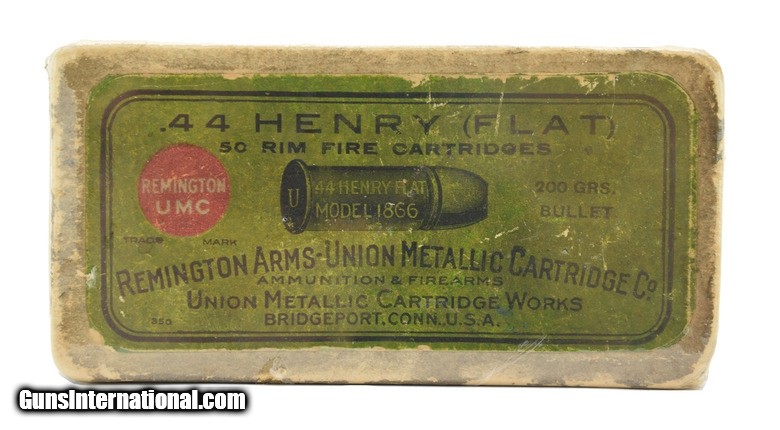 .44 HENRY (FLAT)
50 RIM FIRE CARTRIDGES
REMINGTON
UMC
TRADE MARK
U
44 HENRY FLAT
MODEL 1866
200 GRS.
BULLET
REMINGTON ARMS-UNION METALLIC CARTRIDGE Co.
AMMUNITION & FIREARMS
UNION METALLIC CARTRIDGE WORKS
BRIDGEPORT, CONN., U.S.A.
350
GunsInternational.com